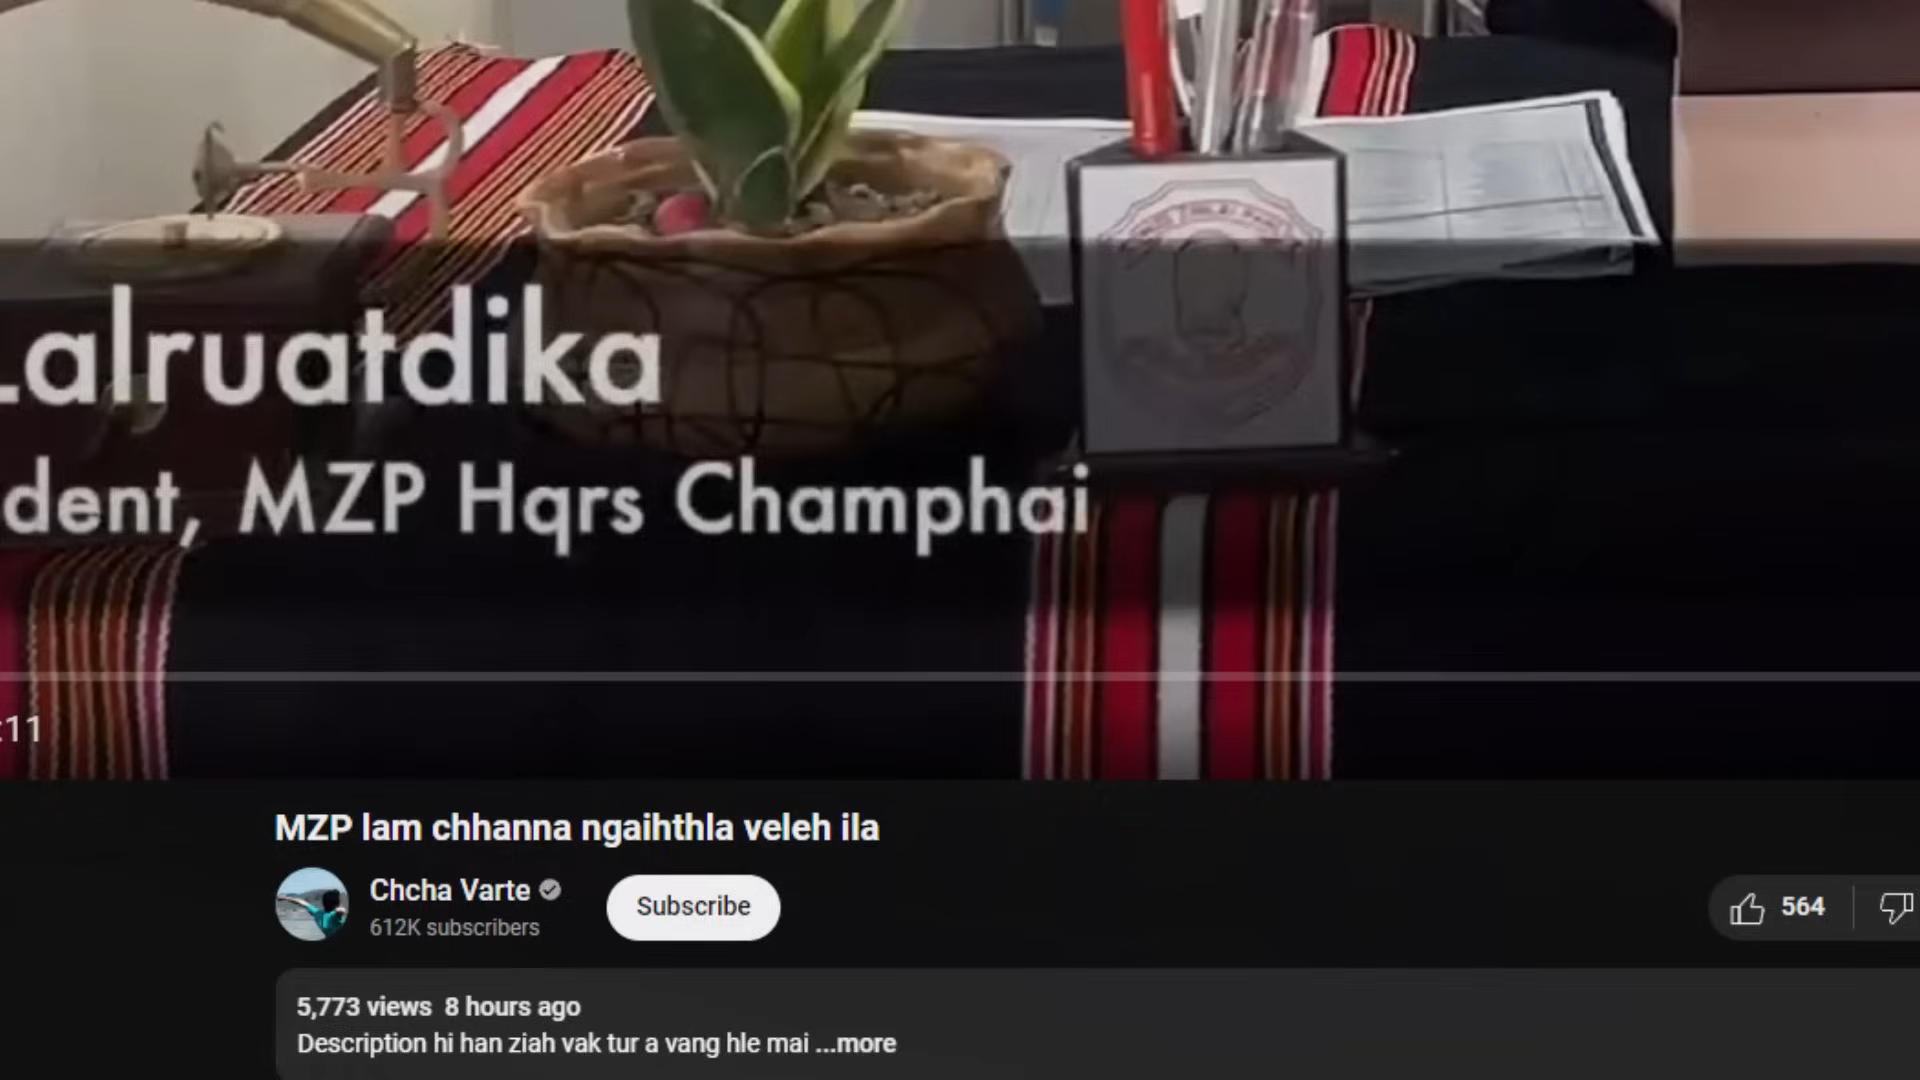 Lalruatdika
dent, MZP Hqrs Champhai
:11
MZP lam chhanna ngaihthla veleh ila
Chcha Varte
612K subscribers
Subscribe
564
5,773 views 8 hours ago
Description hi han ziah vak tur a vang hle mai ...more